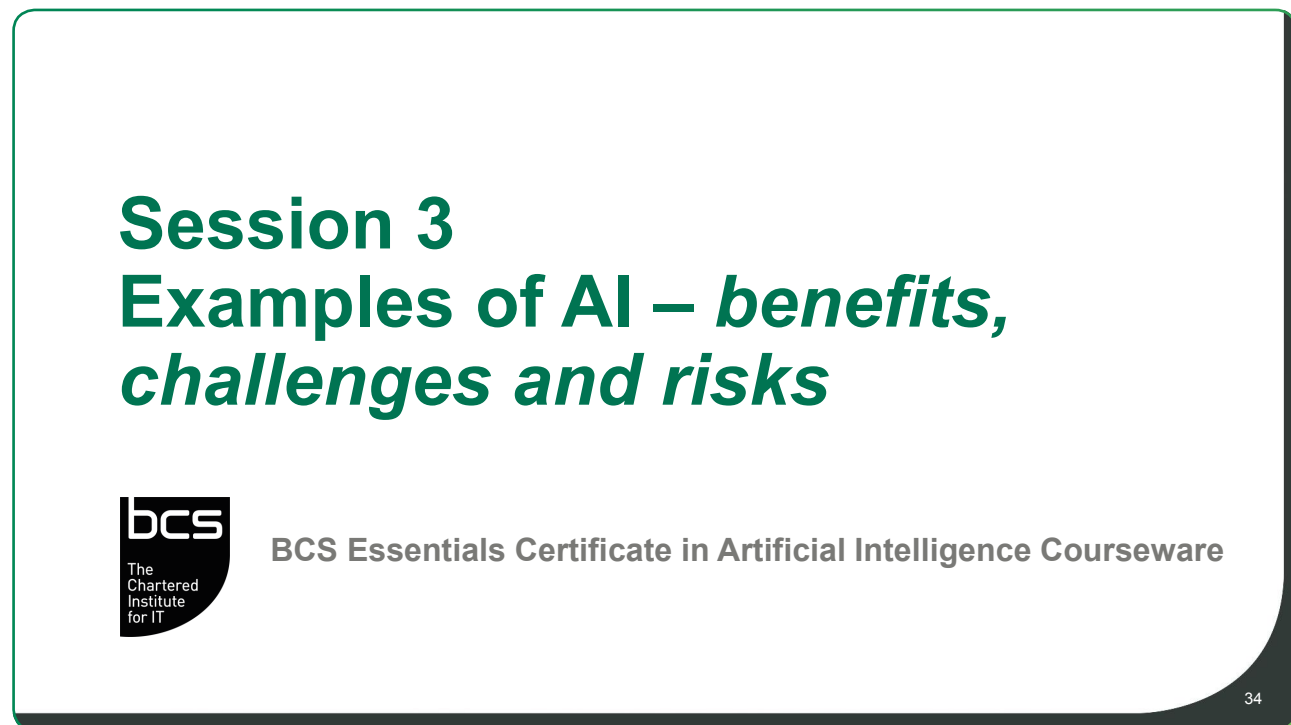 Session 3
Examples of AI – benefits,
challenges and risks
bcs
The
Chartered
Institute
for IT
BCS Essentials Certificate in Artificial Intelligence Courseware
34